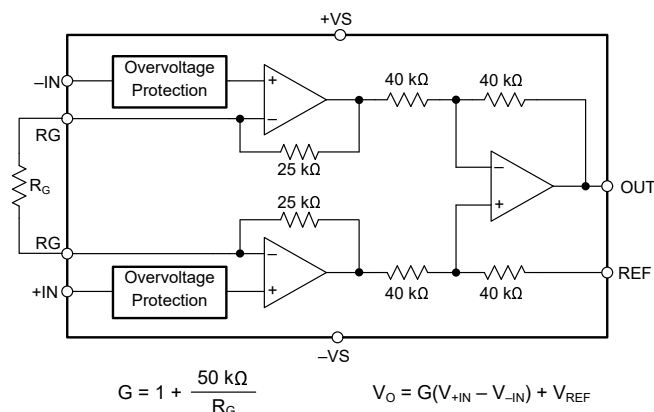 +VS
–IN
Overvoltage
Protection
+
–
40 kΩ
40 kΩ
RG
25 kΩ
RG
–
+
OUT
25 kΩ
RG
–
+
+IN
Overvoltage
Protection
40 kΩ
40 kΩ
REF
–VS
G = 1 + 50 kΩ / RG
VO = G(V+IN – V–IN) + VREF